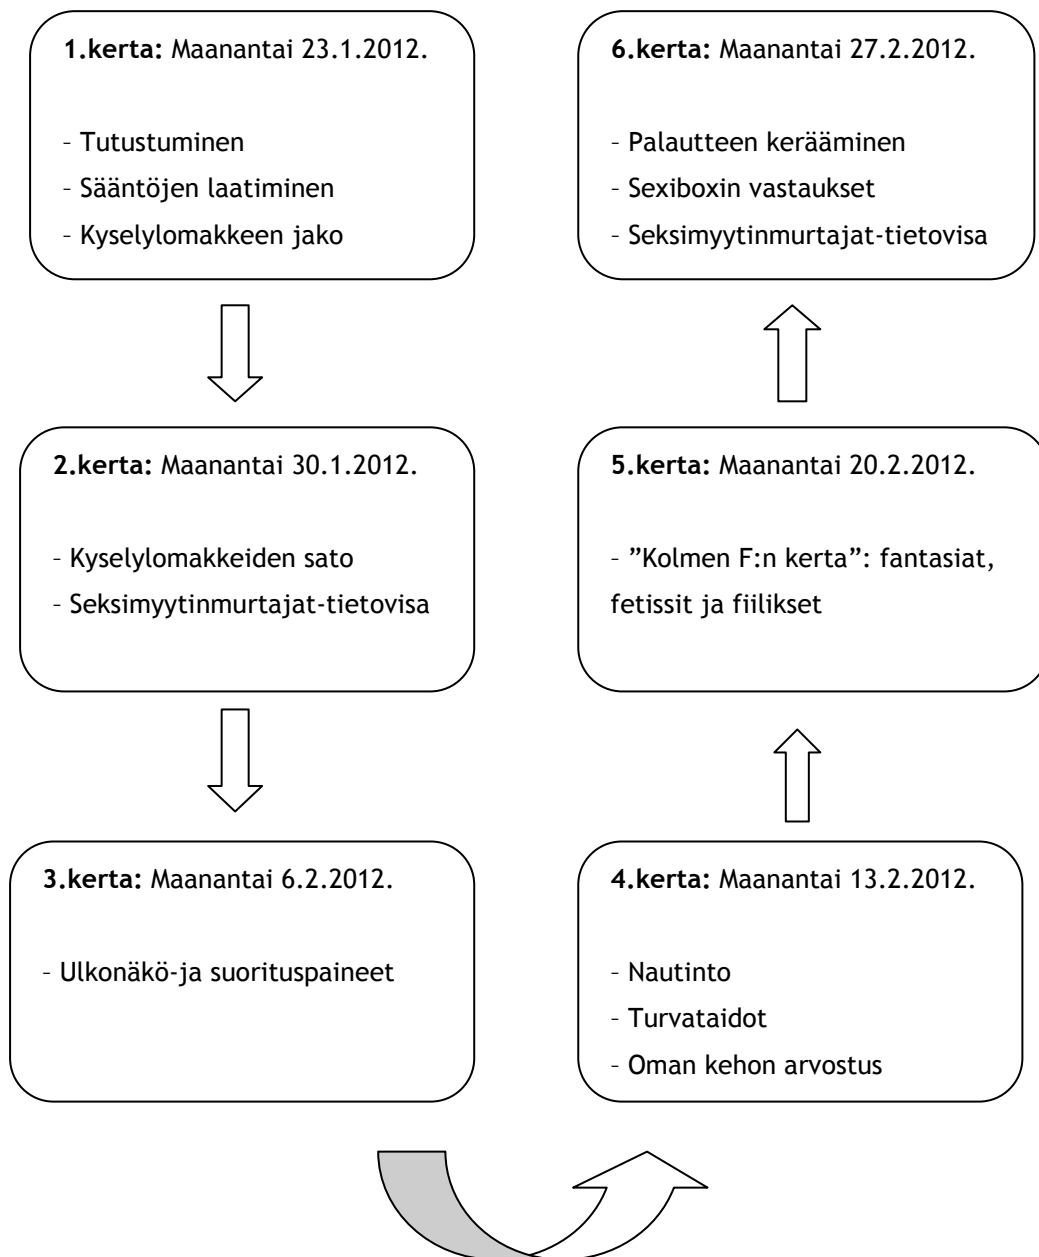 1.kerta: Maanantai 23.1.2012.
- Tutustuminen
- Sääntöjen laatiminen
- Kyselylomakkeen jako
2.kerta: Maanantai 30.1.2012.
- Kyselylomakkeiden sato
- Seksimyytinmurtajat-tietovisa
3.kerta: Maanantai 6.2.2012.
- Ulkonäkö-ja suorituspaineet
4.kerta: Maanantai 13.2.2012.
- Nautinto
- Turvataidot
- Oman kehon arvostus
5.kerta: Maanantai 20.2.2012.
- ”Kolmen F:n kerta”: fantasiat,
fetissit ja fiilikset
6.kerta: Maanantai 27.2.2012.
- Palautteen kerääminen
- Sexiboxin vastaukset
- Seksimyytinmurtajat-tietovisa